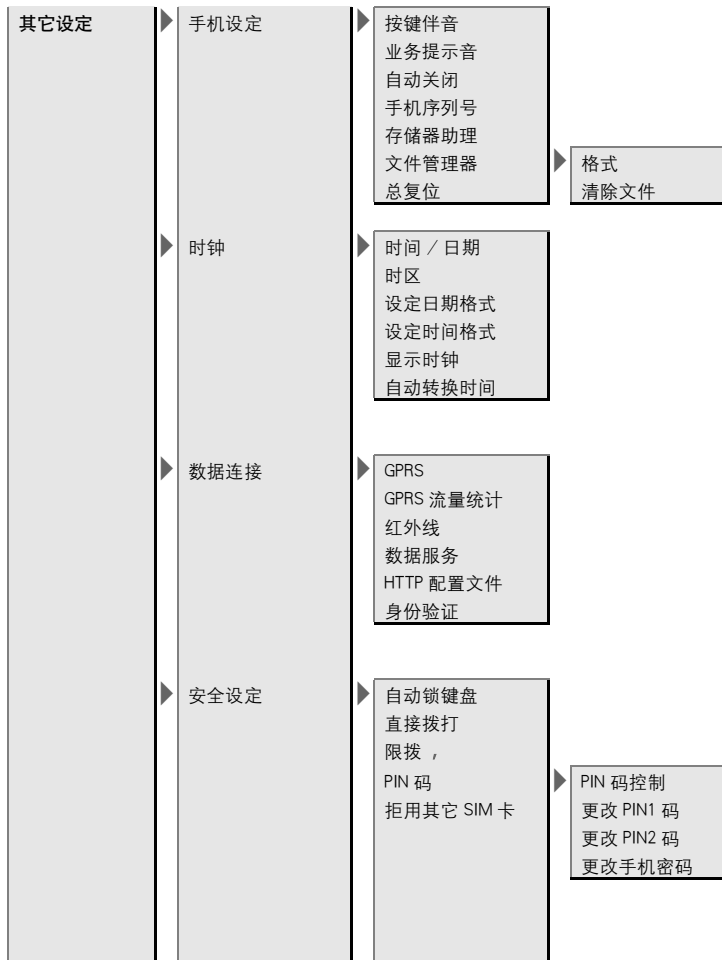 其它设定
手机设定
按键伴音
业务提示音
自动关闭
手机序列号
存储器助理
文件管理器
总复位
格式
清除文件
时钟
时间 / 日期
时区
设定日期格式
设定时间格式
显示时钟
自动转换时间
数据连接
GPRS
GPRS 流量统计
红外线
数据服务
HTTP 配置文件
身份验证
安全设定
自动锁键盘
直接拨打
限拨 ,
PIN 码
拒用其它 SIM 卡
PIN 码控制
更改 PIN1 码
更改 PIN2 码
更改手机密码